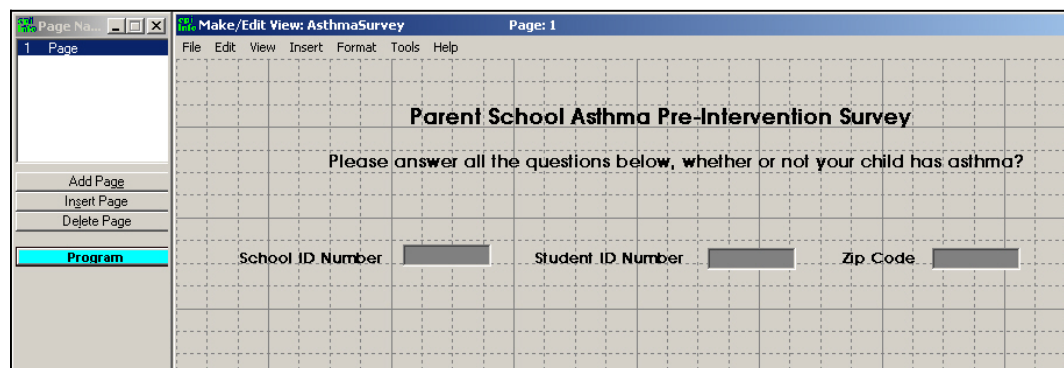 Page Na...
1 Page
Add Page
Insert Page
Delete Page
Program
Make/Edit View: AsthmaSurvey Page: 1
File Edit View Insert Format Tools Help
Parent School Asthma Pre-Intervention Survey
Please answer all the questions below, whether or not your child has asthma?
School ID Number Student ID Number Zip Code